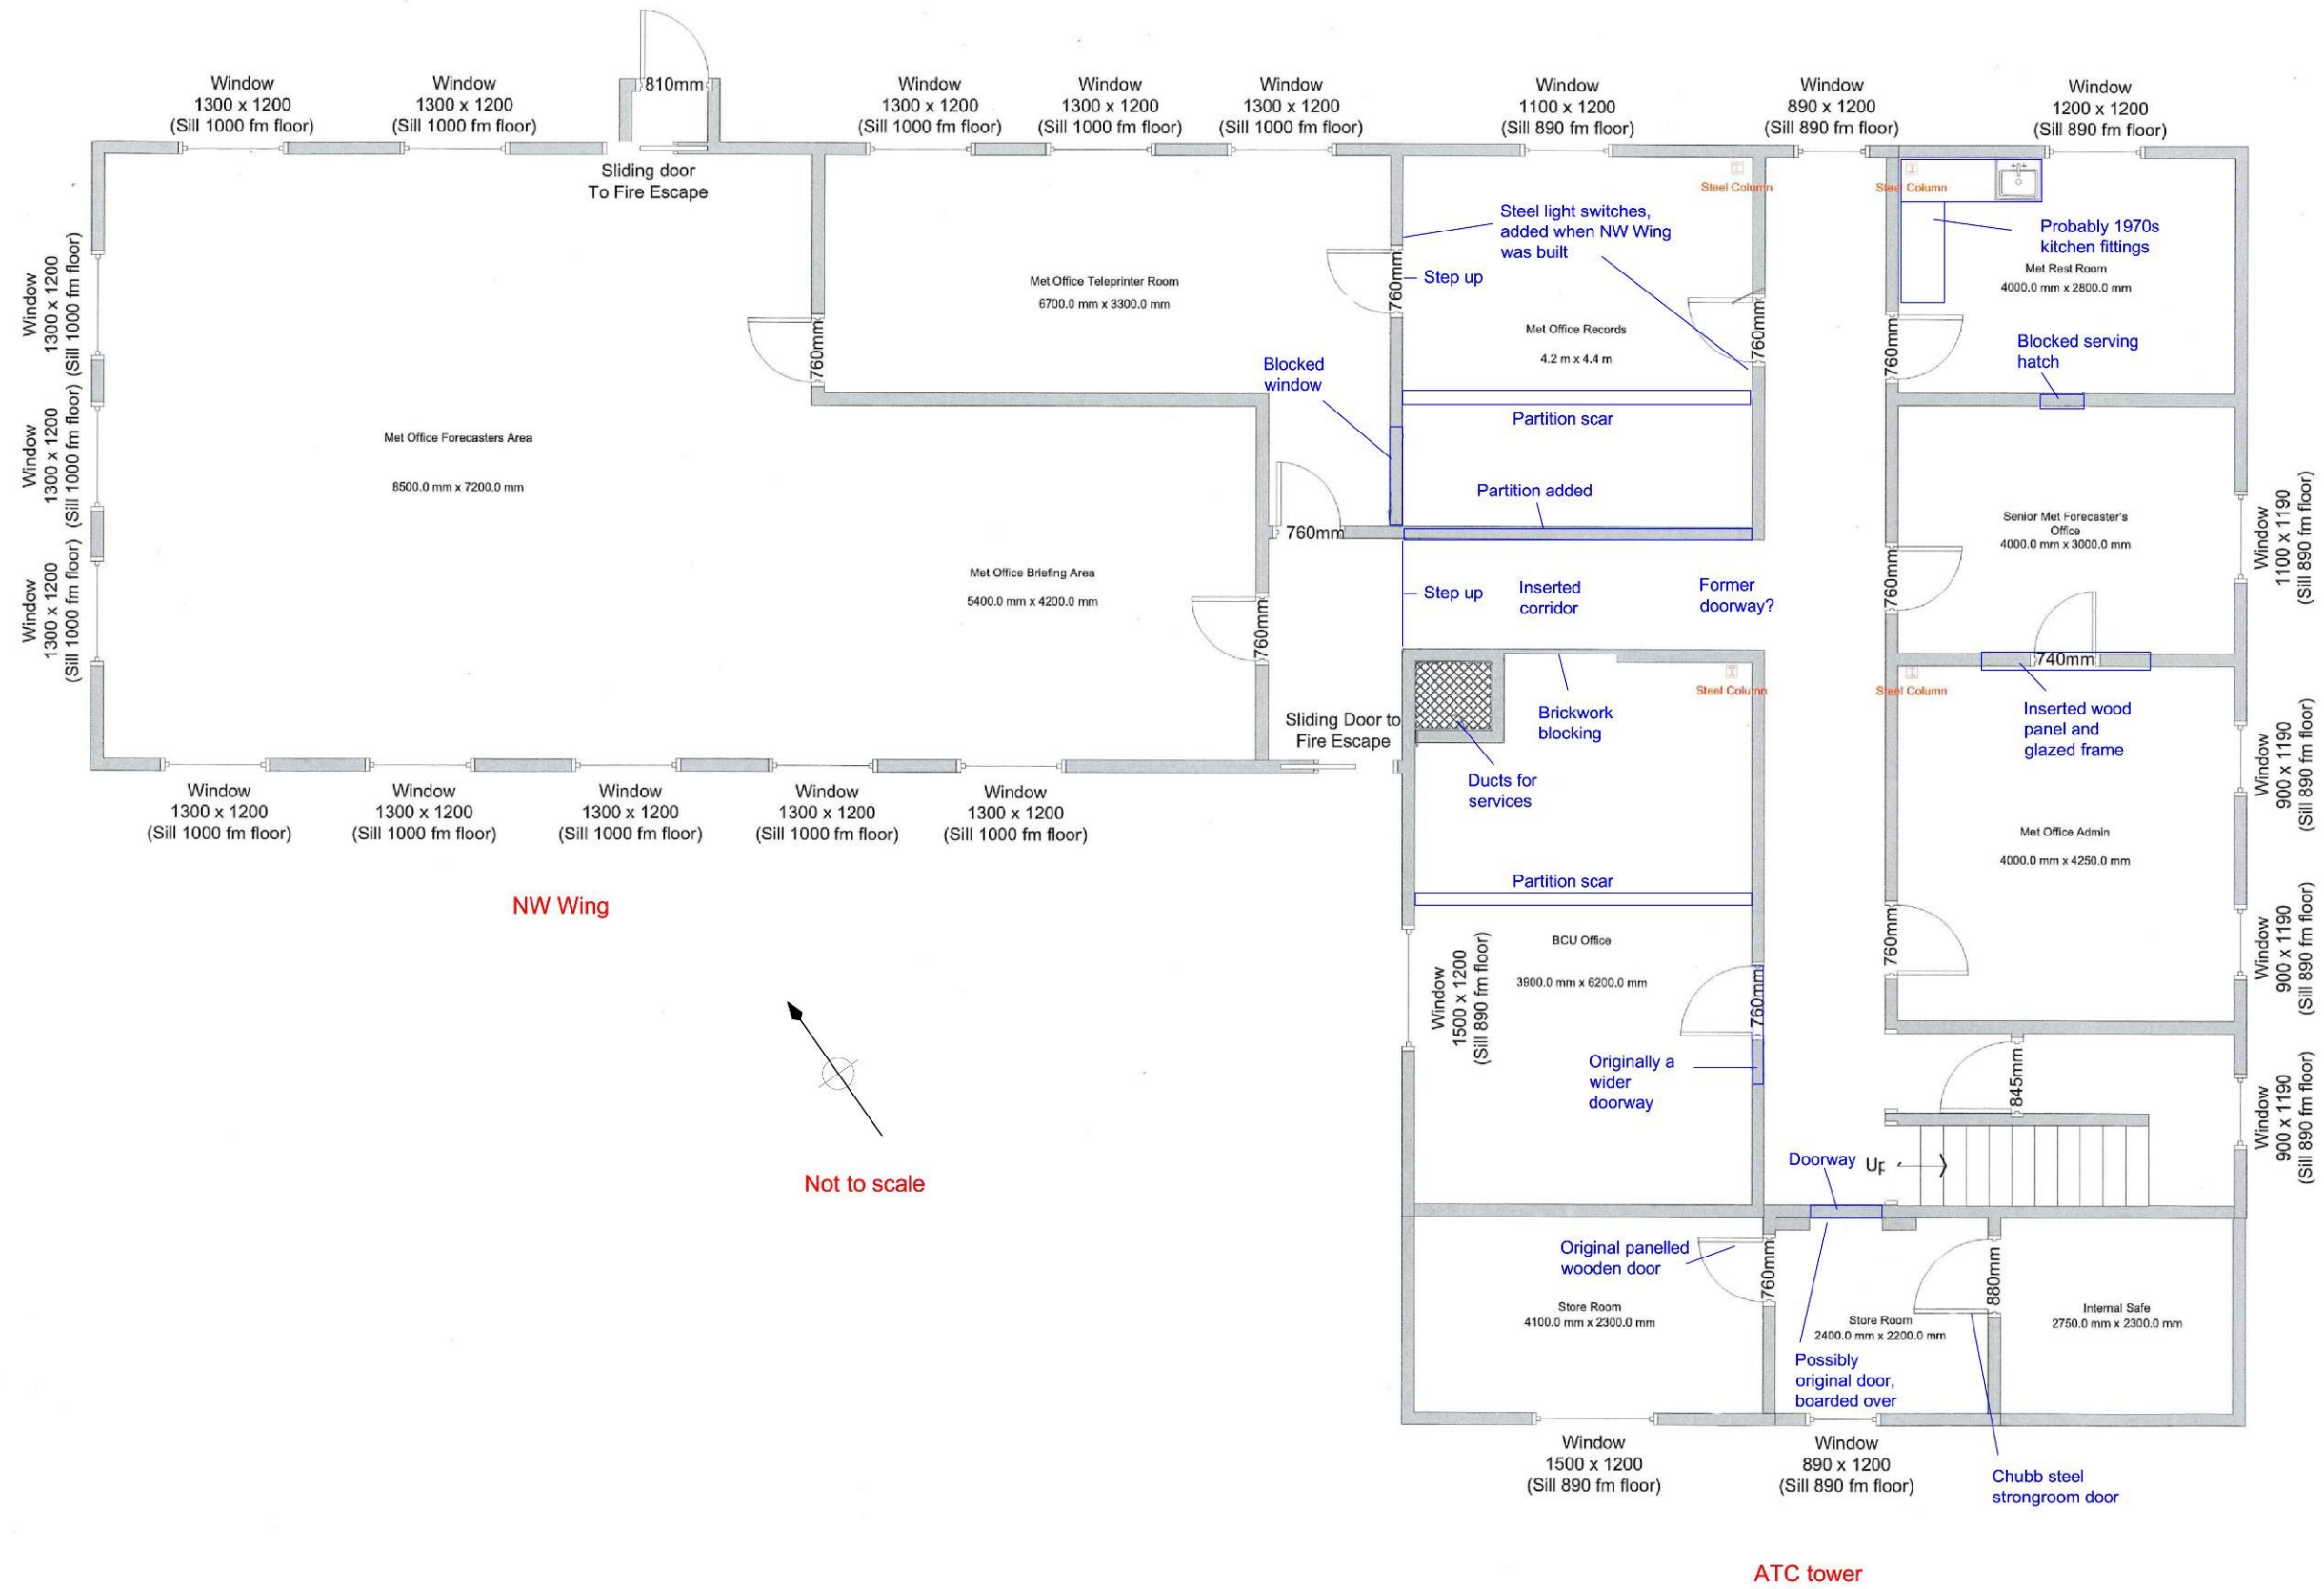 810mm
Window
1300 x 1200
(Sill 1000 fm floor)
Window
1300 x 1200
(Sill 1000 fm floor)
Window
1300 x 1200
(Sill 1000 fm floor)
Window
1300 x 1200
(Sill 1000 fm floor)
Window
1300 x 1200
(Sill 1000 fm floor)
Window
1100 x 1200
(Sill 890 fm floor)
Window
890 x 1200
(Sill 890 fm floor)
Window
1200 x 1200
(Sill 890 fm floor)
Sliding door
To Fire Escape
Steel Column
Steel Column
Steel light switches,
added when NW Wing
was built
Probably 1970s
kitchen fittings
Met Rest Room
4000.0 mm x 2800.0 mm
Met Office Teleprinter Room
6700.0 mm x 3300.0 mm
760mm
Step up
Window
1300 x 1200
(Sill 1000 fm floor)
760mm
Met Office Records
4.2 m x 4.4 m
760mm
760mm
Blocked serving
hatch
Blocked
window
Partition scar
Met Office Forecasters Area
8500.0 mm x 7200.0 mm
Window
1300 x 1200
(Sill 1000 fm floor)
Partition added
760mm
Senior Met Forecaster's
Office
4000.0 mm x 3000.0 mm
Window
1100 x 1190
(Sill 890 fm floor)
Met Office Briefing Area
5400.0 mm x 4200.0 mm
Window
1300 x 1200
(Sill 1000 fm floor)
760mm
Step up
Inserted
corridor
Former
doorway?
760mm
740mm
Steel Column
Steel Column
Brickwork
blocking
Inserted wood
panel and
glazed frame
Sliding Door to
Fire Escape
Ducts for
services
Window
900 x 1190
(Sill 890 fm floor)
Window
1300 x 1200
(Sill 1000 fm floor)
Window
1300 x 1200
(Sill 1000 fm floor)
Window
1300 x 1200
(Sill 1000 fm floor)
Window
1300 x 1200
(Sill 1000 fm floor)
Window
1300 x 1200
(Sill 1000 fm floor)
Met Office Admin
4000.0 mm x 4250.0 mm
NW Wing
Partition scar
BCU Office
3900.0 mm x 6200.0 mm
Window
1500 x 1200
(Sill 890 fm floor)
760mm
760mm
Window
900 x 1190
(Sill 890 fm floor)
Originally a
wider
doorway
845mm
Window
900 x 1190
(Sill 890 fm floor)
Doorway
Up
Not to scale
Original panelled
wooden door
760mm
880mm
Store Room
4100.0 mm x 2300.0 mm
Store Room
2400.0 mm x 2200.0 mm
Internal Safe
2750.0 mm x 2300.0 mm
Possibly
original door,
boarded over
Window
1500 x 1200
(Sill 890 fm floor)
Window
890 x 1200
(Sill 890 fm floor)
Chubb steel
strongroom door
ATC tower